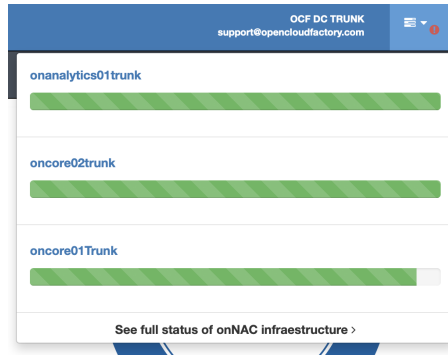 OCF DC TRUNK
support@opencloudfactory.com
onanalytics01trunk
oncore02trunk
oncore01Trunk
See full status of onNAC infraestructure >